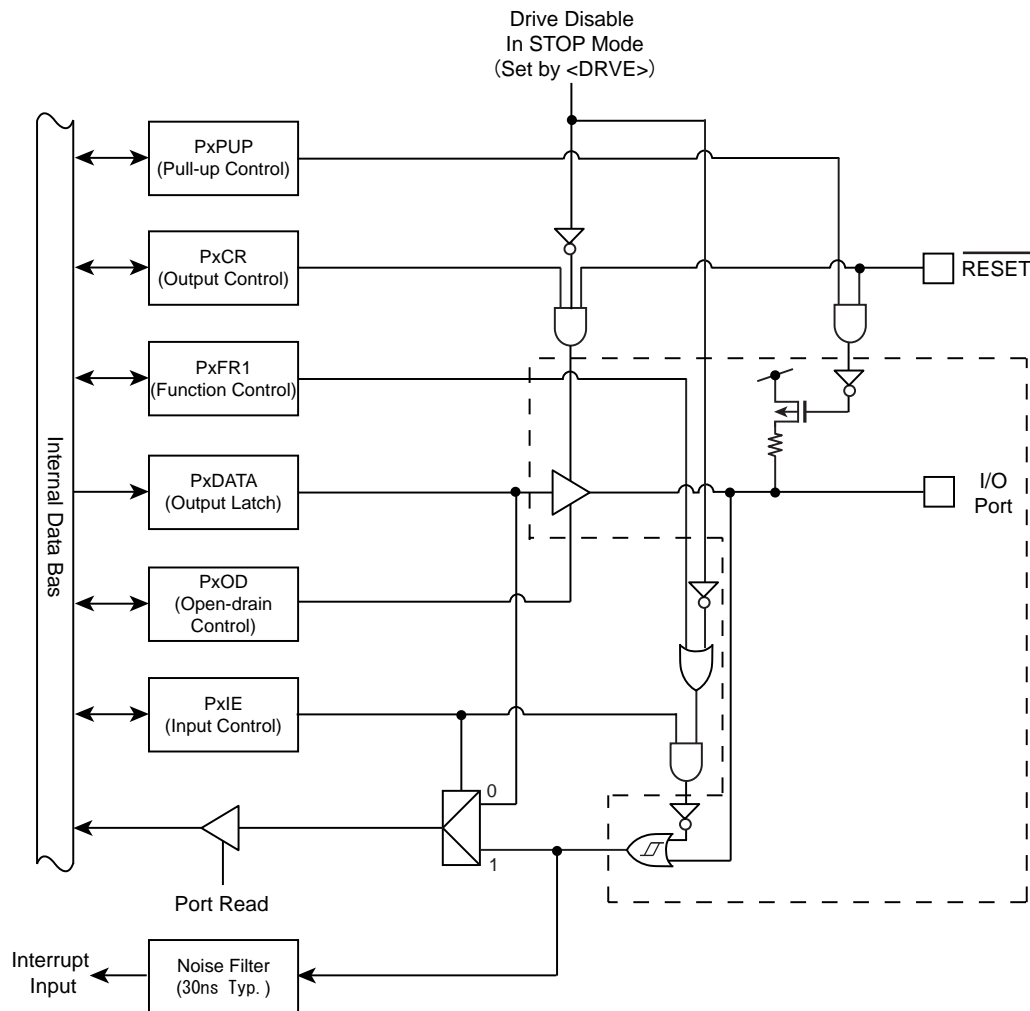 Drive Disable
In STOP Mode
(Set by <DRVE>)
PxPUP
(Pull-up Control)
PxCR
(Output Control)
RESET
PxFR1
(Function Control)
Internal Data Bas
PxDATA
(Output Latch)
I/O
Port
PxOD
(Open-drain
Control)
PxIE
(Input Control)
0
1
Port Read
Interrupt
Input
Noise Filter
(30ns Typ.)